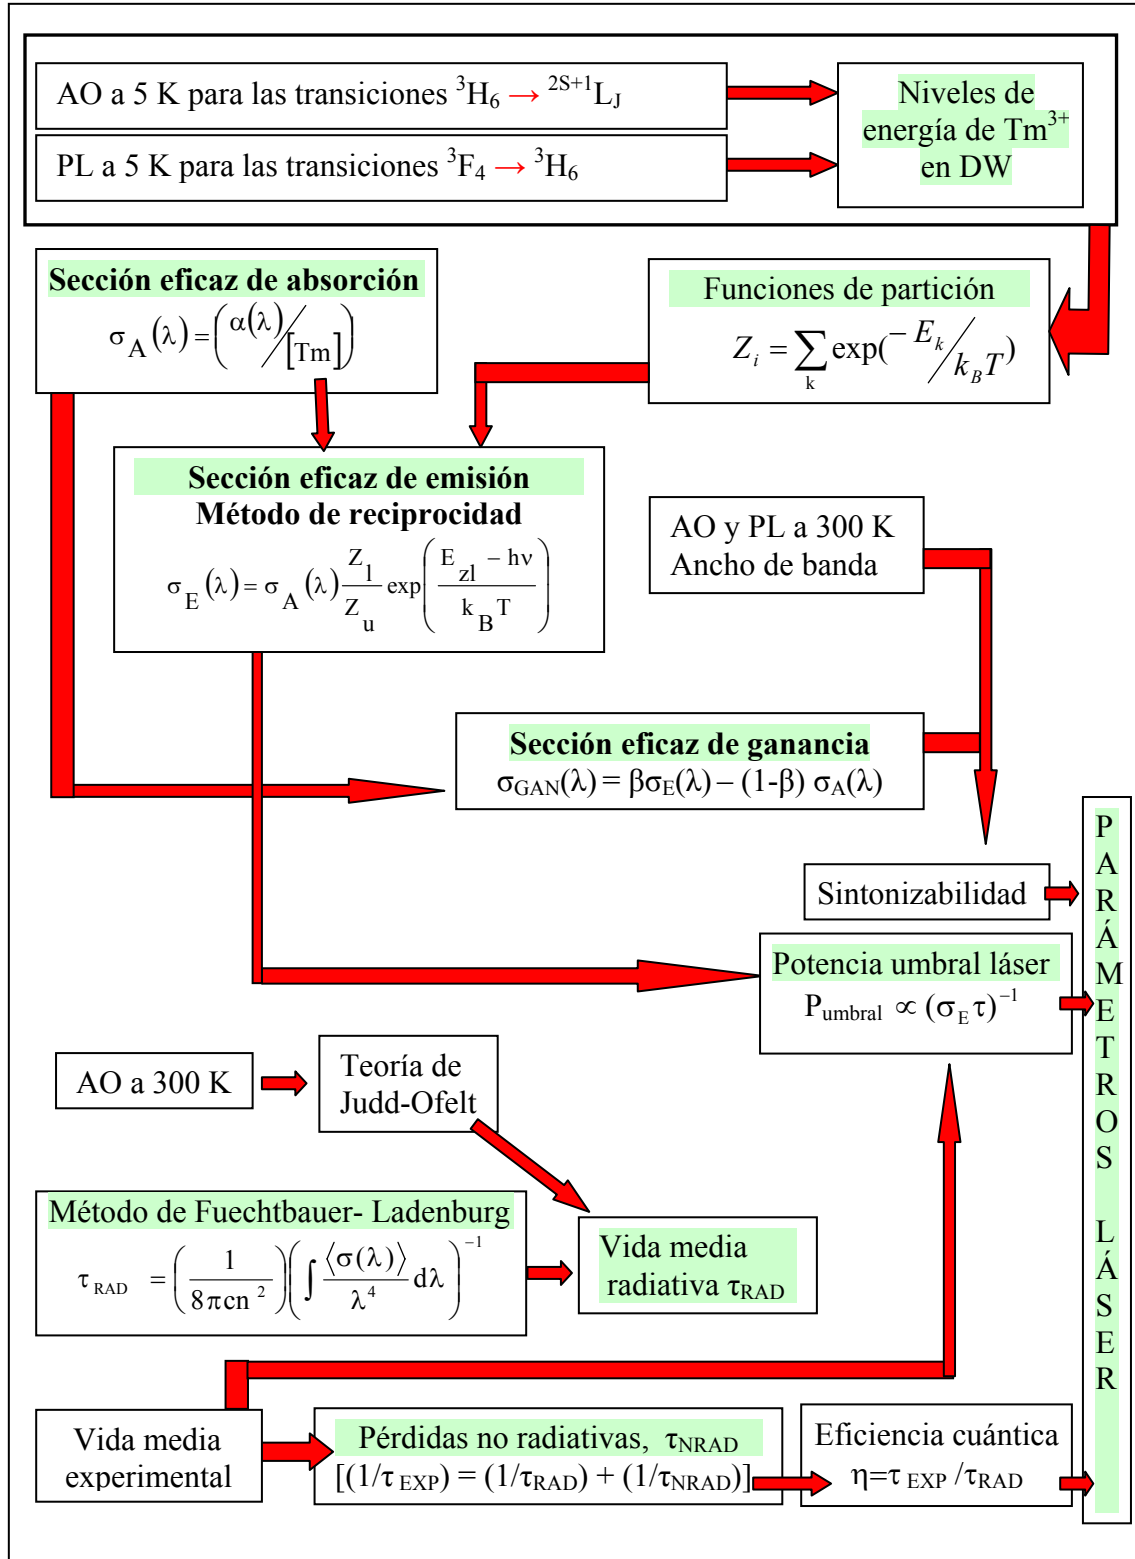 AO a 5 K para las transiciones ³H₆ → ²ˢ⁺¹L_J
PL a 5 K para las transiciones ³F₄ → ³H₆
Niveles de
energía de Tm³⁺
en DW
Sección eficaz de absorción
σ_A(λ) = (α(λ)/[Tm])
Funciones de partición
Z_i = ∑_k exp(−E_k/k_B T)
Sección eficaz de emisión
Método de reciprocidad
σ_E(λ) = σ_A(λ) Z_l/Z_u exp((E_zl − hν)/(k_B T))
AO y PL a 300 K
Ancho de banda
Sección eficaz de ganancia
σ_GAN(λ) = βσ_E(λ) – (1-β) σ_A(λ)
Sintonizabilidad
Potencia umbral láser
P_umbral ∝ (σ_E τ)⁻¹
AO a 300 K
Teoría de
Judd-Ofelt
Método de Fuechtbauer- Ladenburg
τ_RAD = (1/(8πcn²)) (∫ ⟨σ(λ)⟩/λ⁴ dλ)⁻¹
Vida media
radiativa τ_RAD
Vida media
experimental
Pérdidas no radiativas, τ_NRAD
[(1/τ_EXP) = (1/τ_RAD) + (1/τ_NRAD)]
Eficiencia cuántica
η=τ_EXP /τ_RAD
PARÁMETROS LÁSER